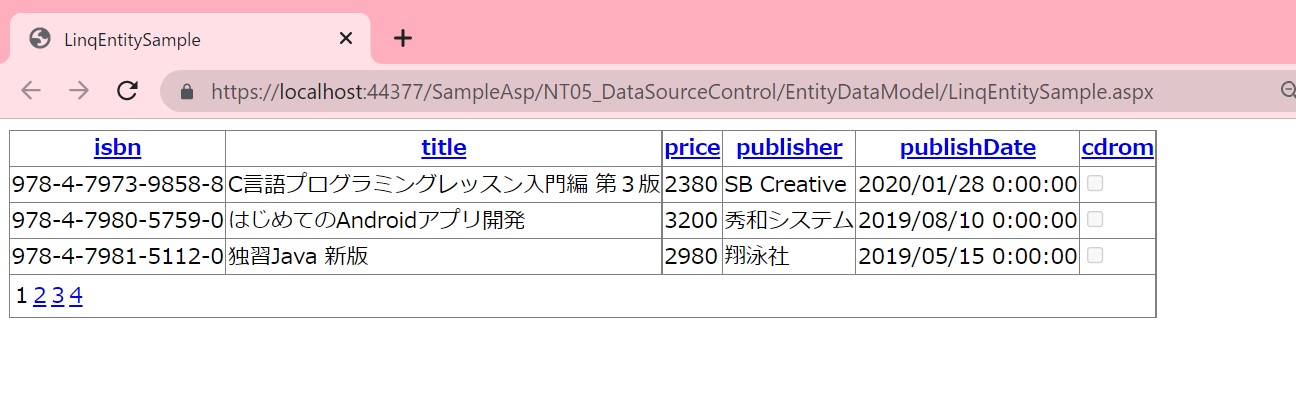 LinqEntitySample
https://localhost:44377/SampleAsp/NT05_DataSourceControl/EntityDataModel/LinqEntitySample.aspx
isbn title price publisher publishDate cdrom
978-4-7973-9858-8 C言語プログラミングレッスン入門編 第３版 2380 SB Creative 2020/01/28 0:00:00
978-4-7980-5759-0 はじめてのAndroidアプリ開発 3200 秀和システム 2019/08/10 0:00:00
978-4-7981-5112-0 独習Java 新版 2980 翔泳社 2019/05/15 0:00:00
1 2 3 4